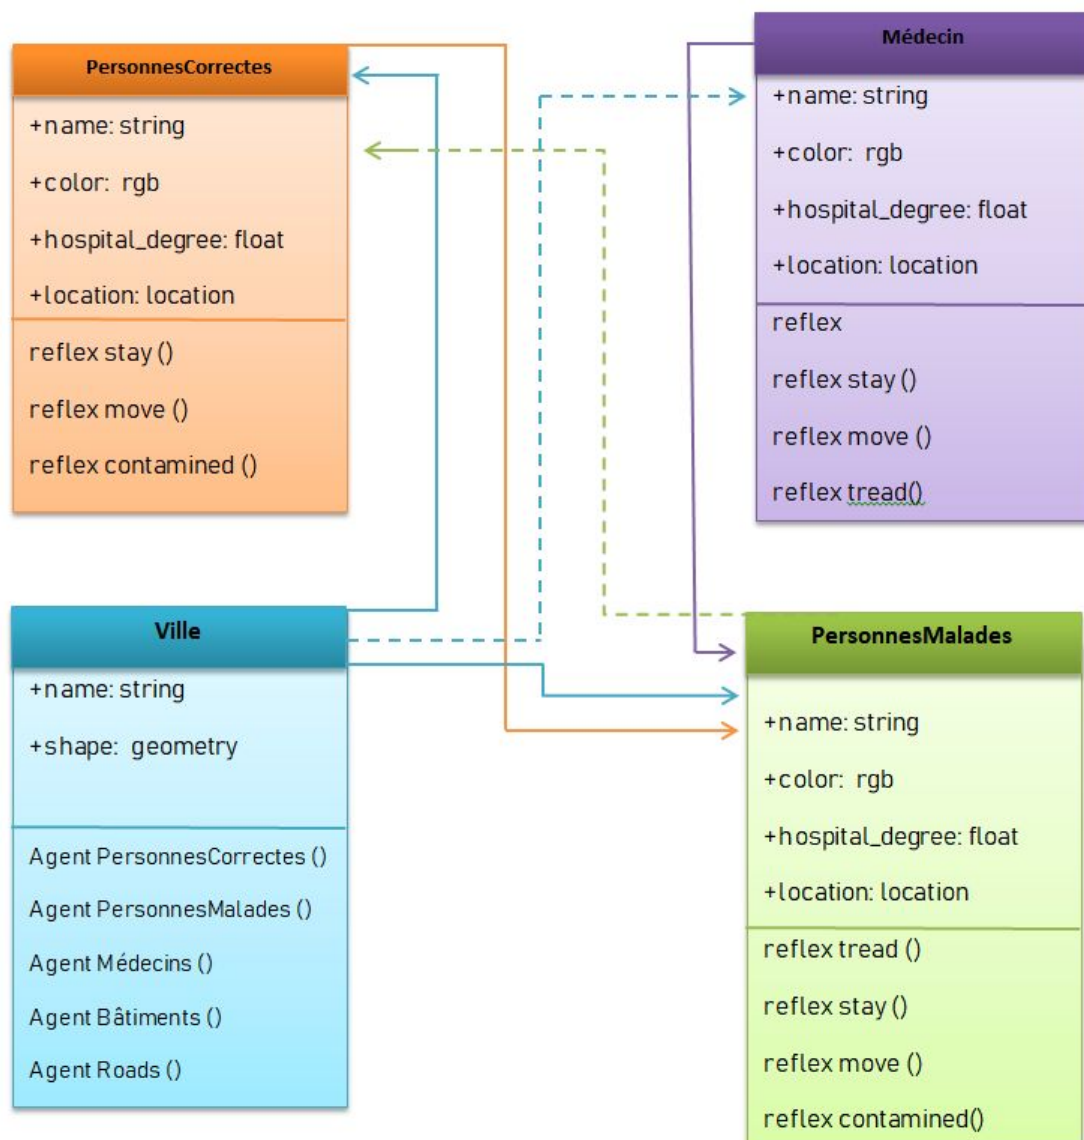 PersonnesCorrectes
+name: string
+color: rgb
+hospital_degree: float
+location: location
reflex stay ()
reflex move ()
reflex contamined ()
Médecin
+name: string
+color: rgb
+hospital_degree: float
+location: location
reflex
reflex stay ()
reflex move ()
reflex tread()
Ville
+name: string
+shape: geometry
Agent PersonnesCorrectes ()
Agent PersonnesMalades ()
Agent Médecins ()
Agent Bâtiments ()
Agent Roads ()
PersonnesMalades
+name: string
+color: rgb
+hospital_degree: float
+location: location
reflex tread ()
reflex stay ()
reflex move ()
reflex contamined()